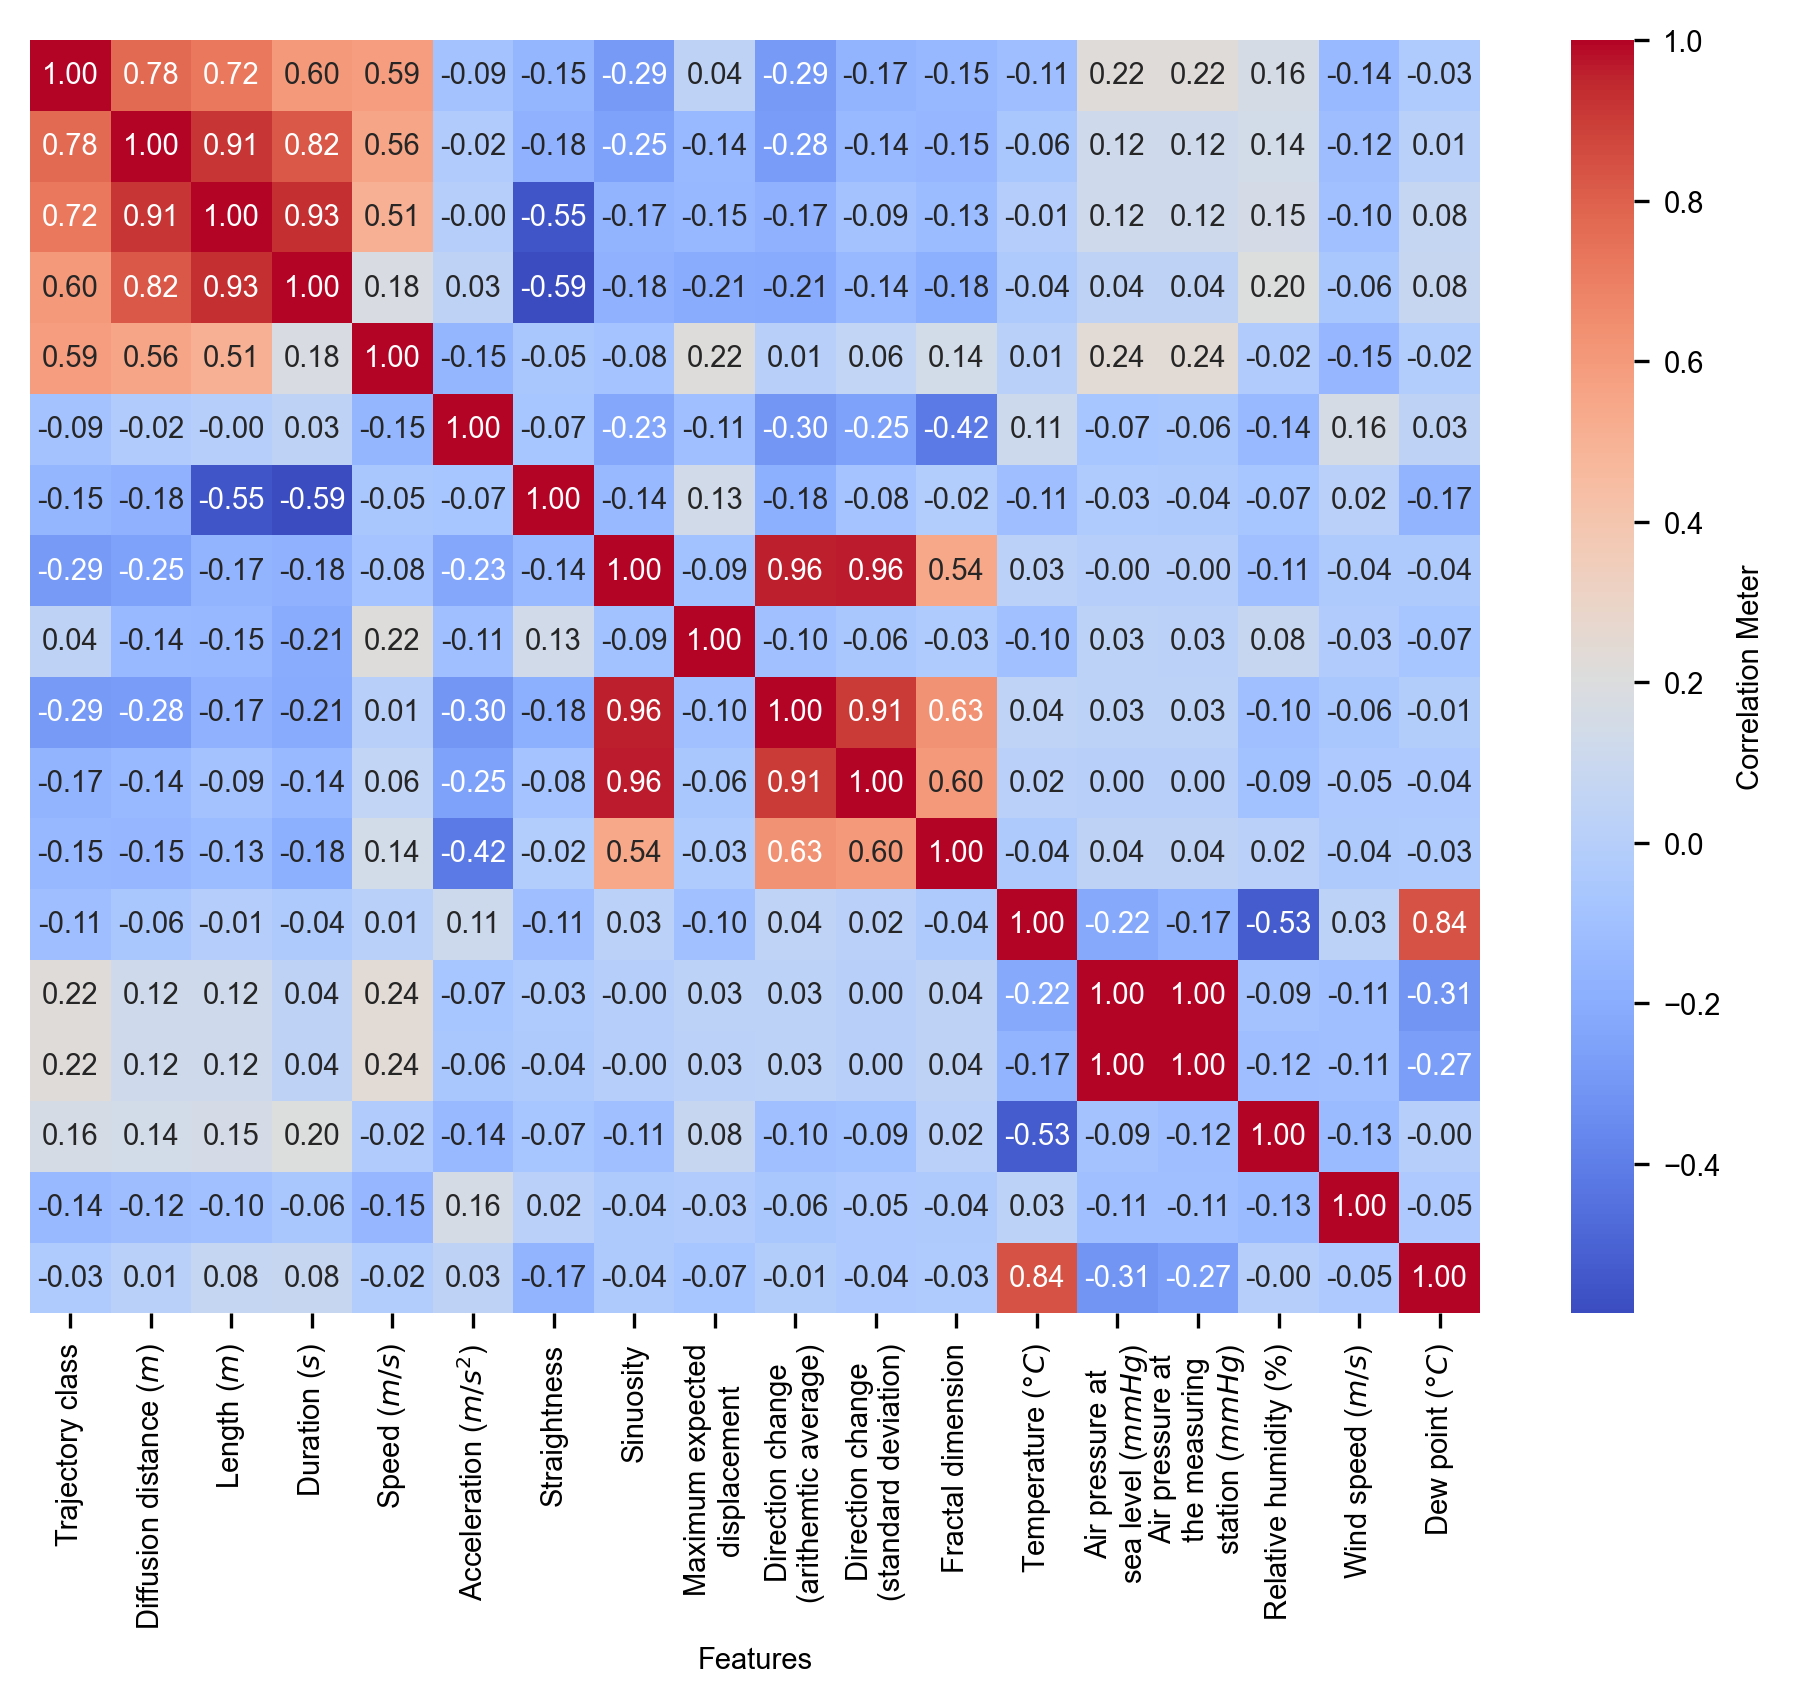 1.00 0.78 0.72 0.60 0.59 -0.09 -0.15 -0.29 0.04 -0.29 -0.17 -0.15 -0.11 0.22 0.22 0.16 -0.14 -0.03
0.78 1.00 0.91 0.82 0.56 -0.02 -0.18 -0.25 -0.14 -0.28 -0.14 -0.15 -0.06 0.12 0.12 0.14 -0.12 0.01
0.72 0.91 1.00 0.93 0.51 -0.00 -0.55 -0.17 -0.15 -0.17 -0.09 -0.13 -0.01 0.12 0.12 0.15 -0.10 0.08
0.60 0.82 0.93 1.00 0.18 0.03 -0.59 -0.18 -0.21 -0.21 -0.14 -0.18 -0.04 0.04 0.04 0.20 -0.06 0.08
0.59 0.56 0.51 0.18 1.00 -0.15 -0.05 -0.08 0.22 0.01 0.06 0.14 0.01 0.24 0.24 -0.02 -0.15 -0.02
-0.09 -0.02 -0.00 0.03 -0.15 1.00 -0.07 -0.23 -0.11 -0.30 -0.25 -0.42 0.11 -0.07 -0.06 -0.14 0.16 0.03
-0.15 -0.18 -0.55 -0.59 -0.05 -0.07 1.00 -0.14 0.13 -0.18 -0.08 -0.02 -0.11 -0.03 -0.04 -0.07 0.02 -0.17
-0.29 -0.25 -0.17 -0.18 -0.08 -0.23 -0.14 1.00 -0.09 0.96 0.96 0.54 0.03 -0.00 -0.00 -0.11 -0.04 -0.04
0.04 -0.14 -0.15 -0.21 0.22 -0.11 0.13 -0.09 1.00 -0.10 -0.06 -0.03 -0.10 0.03 0.03 0.08 -0.03 -0.07
-0.29 -0.28 -0.17 -0.21 0.01 -0.30 -0.18 0.96 -0.10 1.00 0.91 0.63 0.04 0.03 0.03 -0.10 -0.06 -0.01
-0.17 -0.14 -0.09 -0.14 0.06 -0.25 -0.08 0.96 -0.06 0.91 1.00 0.60 0.02 0.00 0.00 -0.09 -0.05 -0.04
-0.15 -0.15 -0.13 -0.18 0.14 -0.42 -0.02 0.54 -0.03 0.63 0.60 1.00 -0.04 0.04 0.04 0.02 -0.04 -0.03
-0.11 -0.06 -0.01 -0.04 0.01 0.11 -0.11 0.03 -0.10 0.04 0.02 -0.04 1.00 -0.22 -0.17 -0.53 0.03 0.84
0.22 0.12 0.12 0.04 0.24 -0.07 -0.03 -0.00 0.03 0.03 0.00 0.04 -0.22 1.00 1.00 -0.09 -0.11 -0.31
0.22 0.12 0.12 0.04 0.24 -0.06 -0.04 -0.00 0.03 0.03 0.00 0.04 -0.17 1.00 1.00 -0.12 -0.11 -0.27
0.16 0.14 0.15 0.20 -0.02 -0.14 -0.07 -0.11 0.08 -0.10 -0.09 0.02 -0.53 -0.09 -0.12 1.00 -0.13 -0.00
-0.14 -0.12 -0.10 -0.06 -0.15 0.16 0.02 -0.04 -0.03 -0.06 -0.05 -0.04 0.03 -0.11 -0.11 -0.13 1.00 -0.05
-0.03 0.01 0.08 0.08 -0.02 0.03 -0.17 -0.04 -0.07 -0.01 -0.04 -0.03 0.84 -0.31 -0.27 -0.00 -0.05 1.00
Trajectory class
Diffusion distance (m)
Length (m)
Duration (s)
Speed (m/s)
Acceleration (m/s²)
Straightness
Sinuosity
Maximum expected
displacement
Direction change
(arithemtic average)
Direction change
(standard deviation)
Fractal dimension
Temperature (°C)
Air pressure at
sea level (mmHg)
Air pressure at
the measuring
station (mmHg)
Relative humidity (%)
Wind speed (m/s)
Dew point (°C)
Features
1.0
0.8
0.6
0.4
0.2
0.0
−0.2
−0.4
Correlation Meter